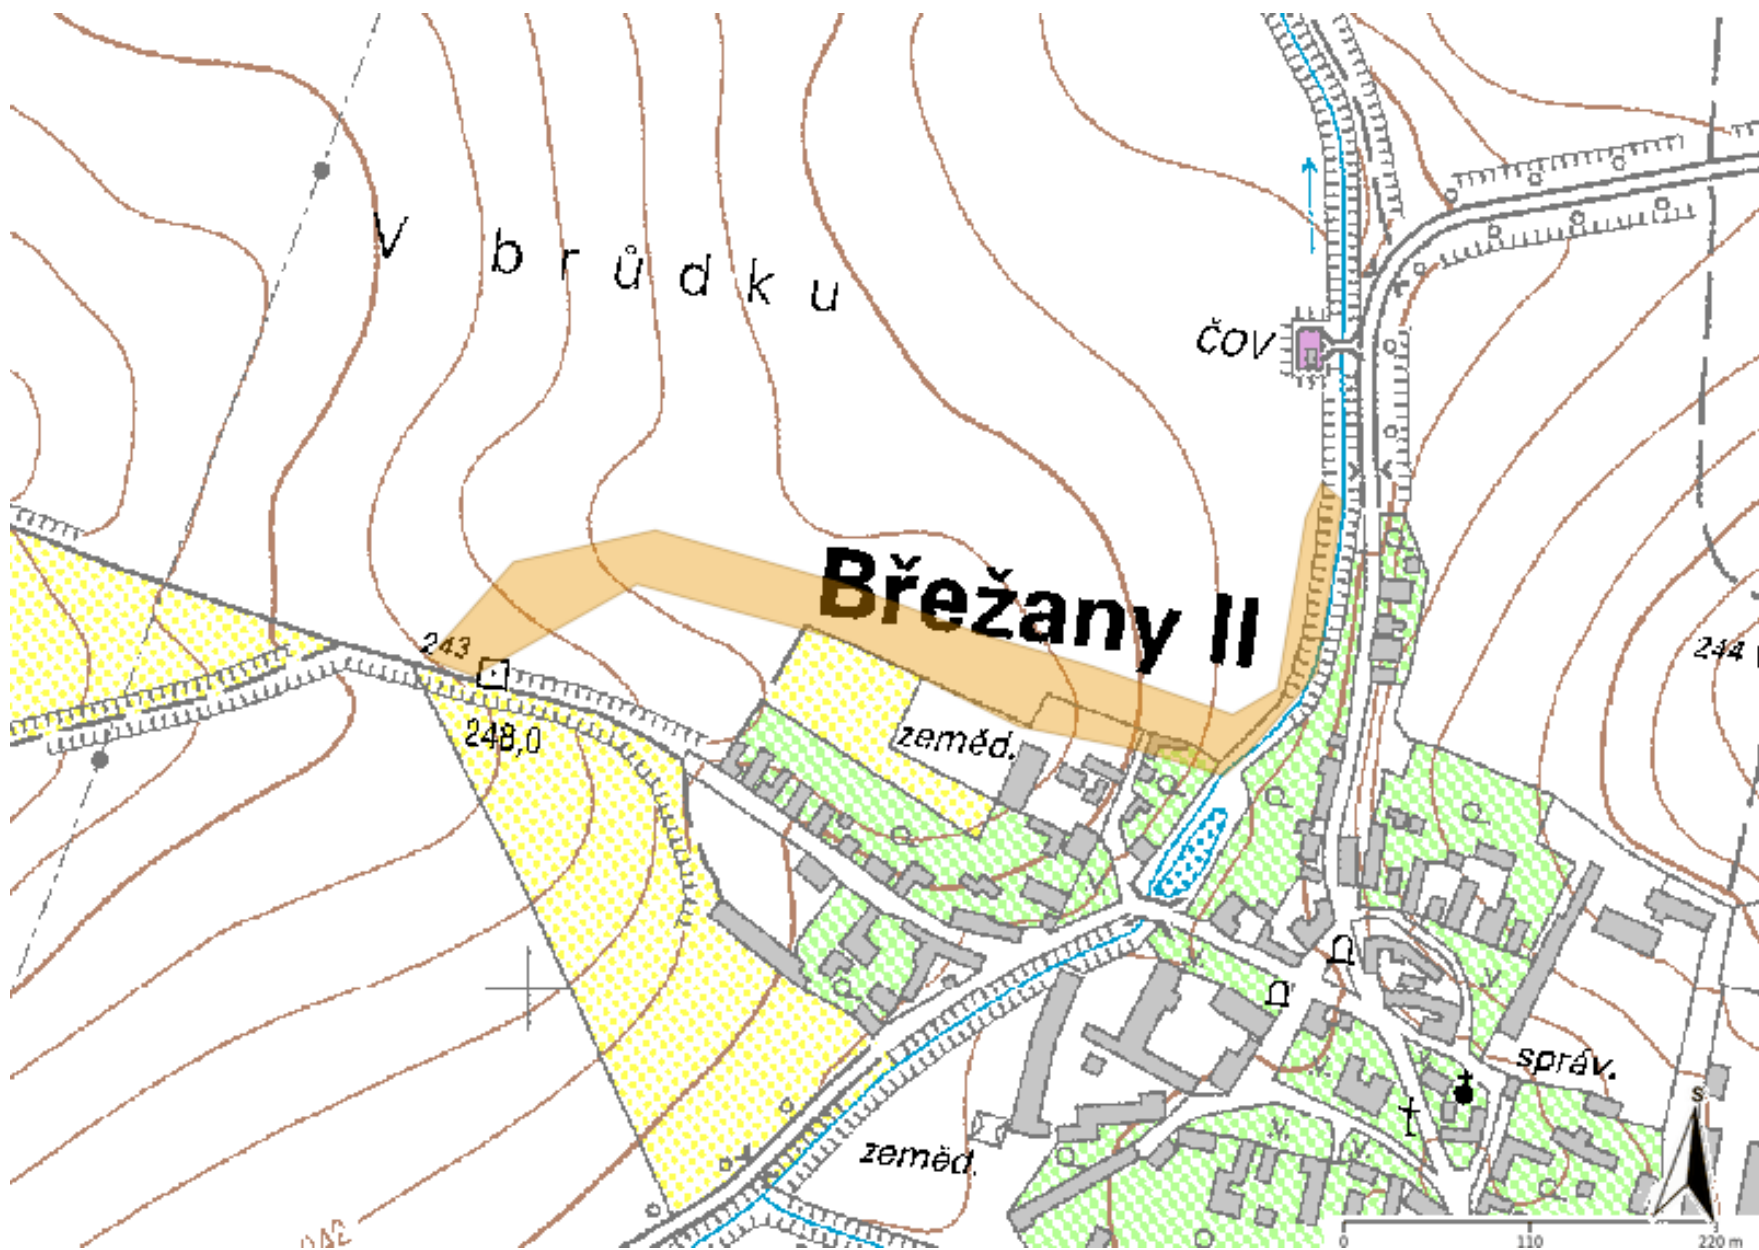 V brůdku
ČOV
Břežany II
243
244
248,0
zeměd.
správ.
zeměd.
242
S
0 110 220 m